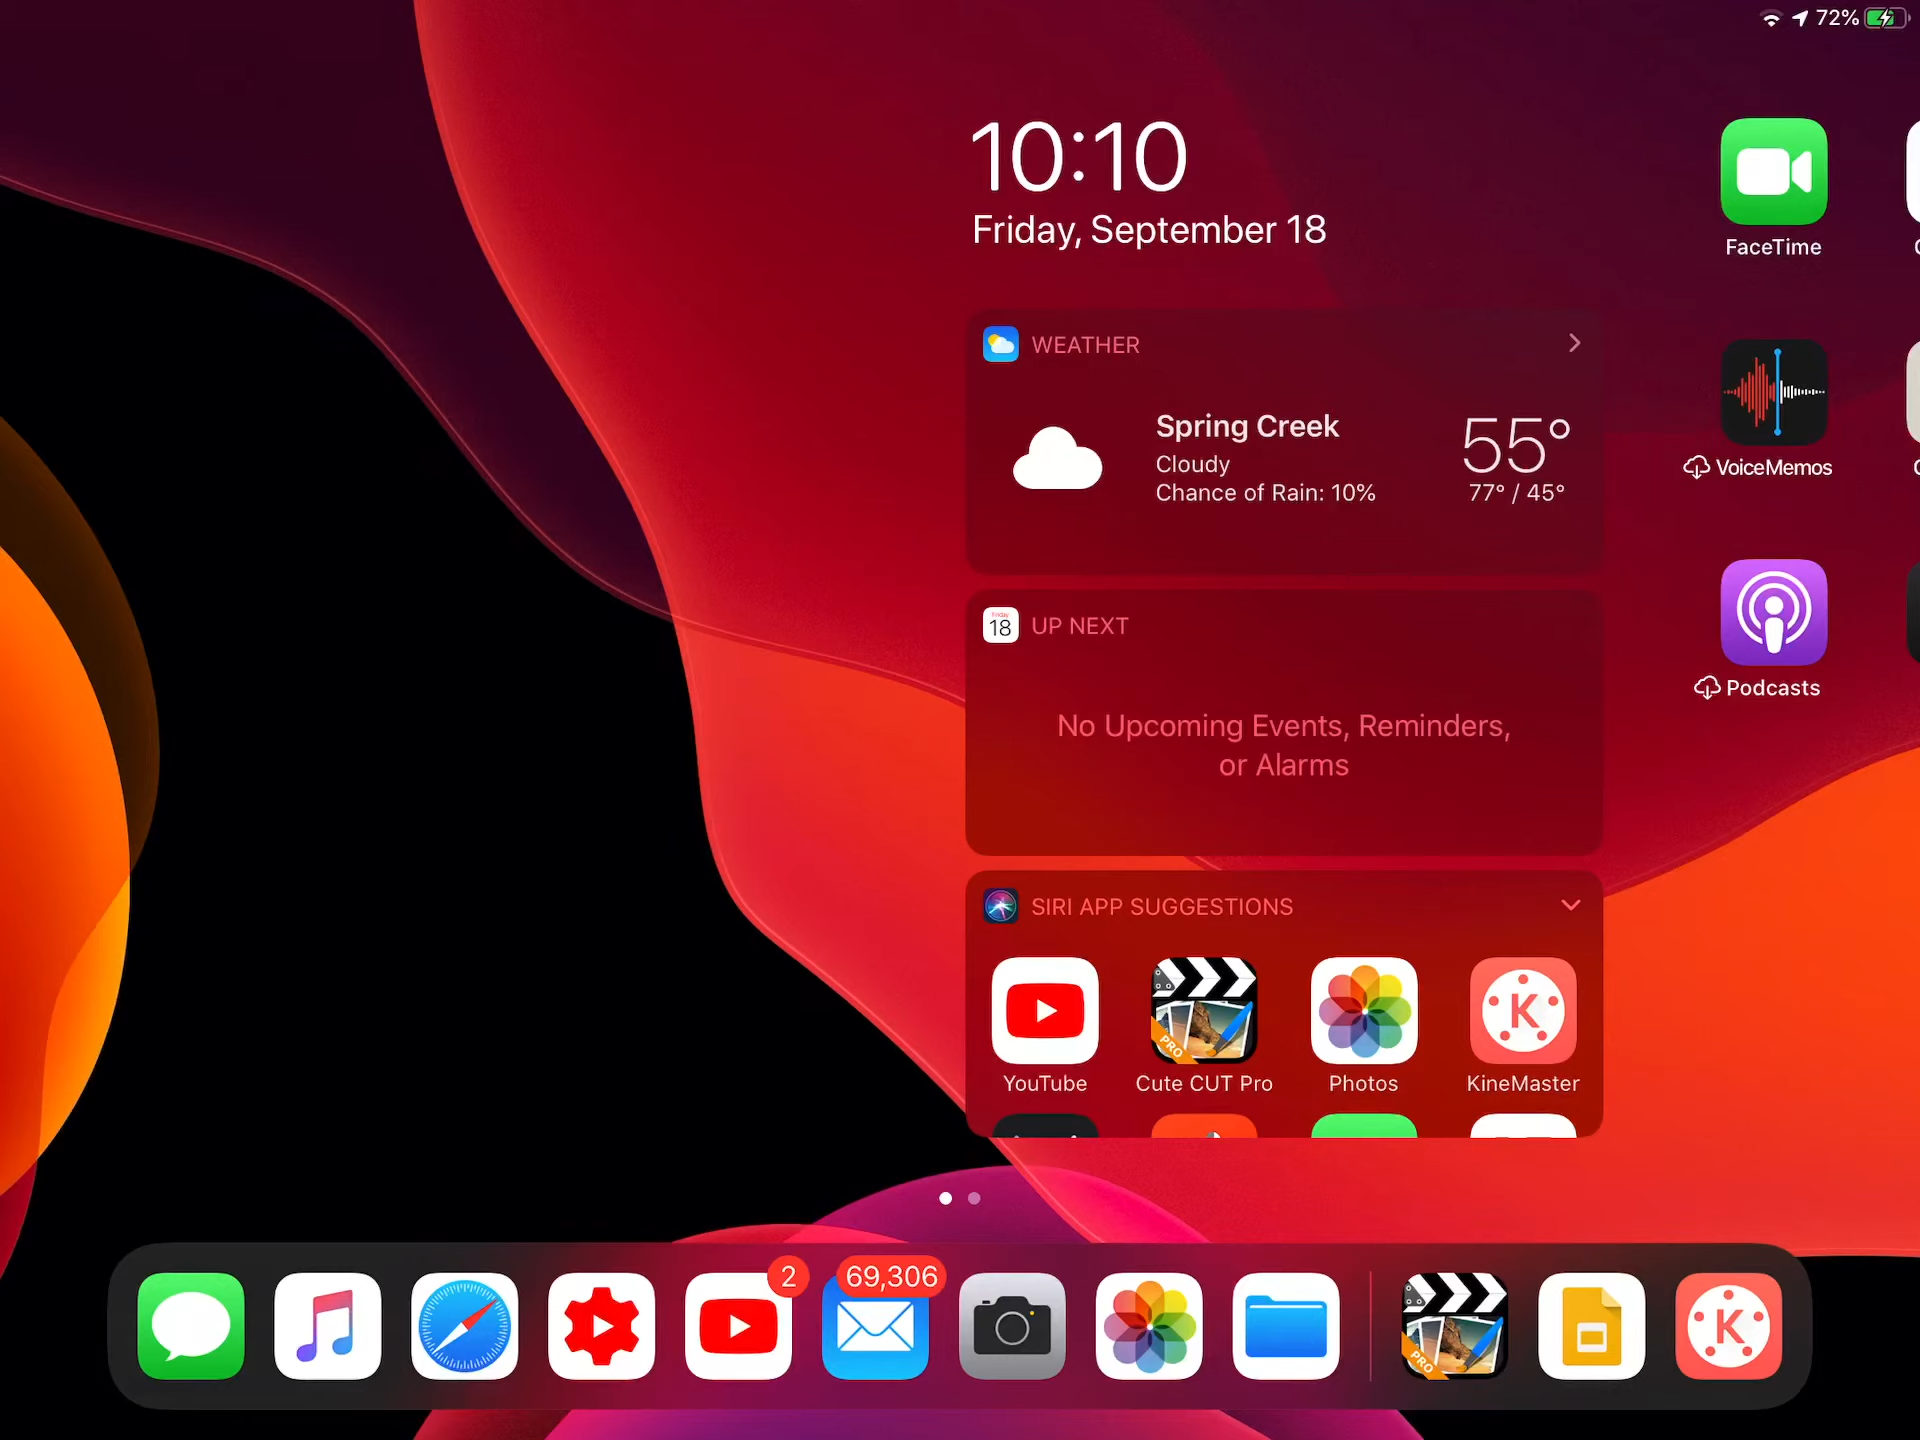 72%
10:10
Friday, September 18
FaceTime
WEATHER
Spring Creek
Cloudy
Chance of Rain: 10%
55°
77° / 45°
VoiceMemos
Friday
18
UP NEXT
No Upcoming Events, Reminders,
or Alarms
Podcasts
SIRI APP SUGGESTIONS
PRO
K
YouTube
Cute CUT Pro
Photos
KineMaster
2
69,306
PRO
K